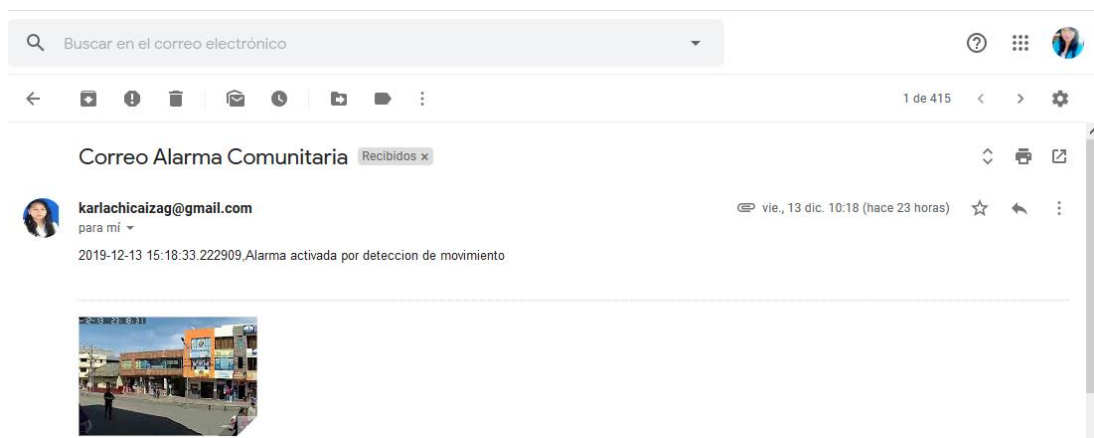 Buscar en el correo electrónico
1 de 415
Correo Alarma Comunitaria Recibidos x
karlachicaizag@gmail.com
vie., 13 dic. 10:18 (hace 23 horas)
para mí
2019-12-13 15:18:33.222909,Alarma activada por deteccion de movimiento